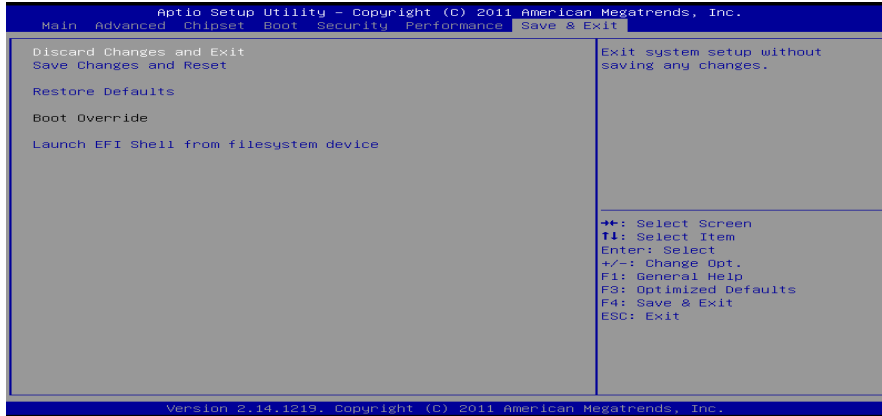 Aptio Setup Utility – Copyright (C) 2011 American Megatrends, Inc.
Main Advanced Chipset Boot Security Performance Save & Exit
Discard Changes and Exit
Save Changes and Reset
Restore Defaults
Boot Override
Launch EFI Shell from filesystem device
Exit system setup without
saving any changes.
→←: Select Screen
↑↓: Select Item
Enter: Select
+/-: Change Opt.
F1: General Help
F3: Optimized Defaults
F4: Save & Exit
ESC: Exit
Version 2.14.1219. Copyright (C) 2011 American Megatrends, Inc.